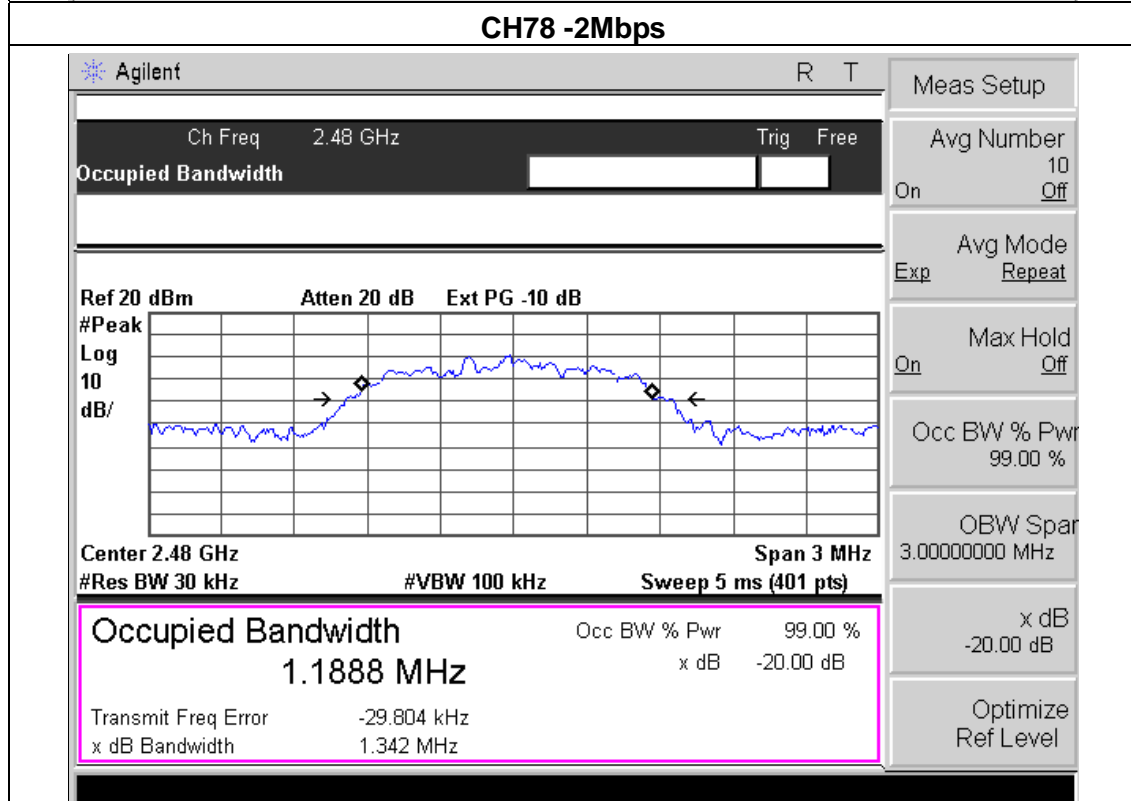 CH78 -2Mbps
Agilent R T
Meas Setup
Ch Freq 2.48 GHz Trig Free
Occupied Bandwidth
Avg Number
10
On Off
Avg Mode
Exp Repeat
Ref 20 dBm Atten 20 dB Ext PG -10 dB
#Peak
Log
10
dB/
Max Hold
On Off
Occ BW % Pwr
99.00 %
OBW Span
3.00000000 MHz
Center 2.48 GHz Span 3 MHz
#Res BW 30 kHz #VBW 100 kHz Sweep 5 ms (401 pts)
Occupied Bandwidth
1.1888 MHz
Occ BW % Pwr 99.00 %
x dB -20.00 dB
Transmit Freq Error -29.804 kHz
x dB Bandwidth 1.342 MHz
x dB
-20.00 dB
Optimize
Ref Level